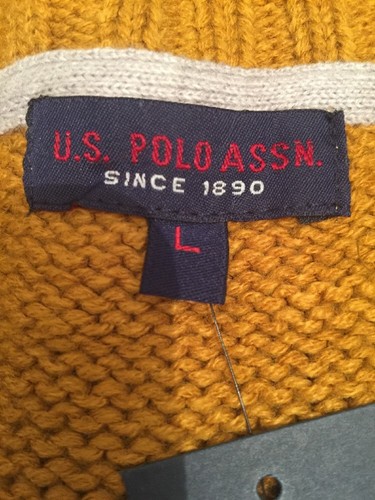 U.S. POLO ASSN.
SINCE 1890
L